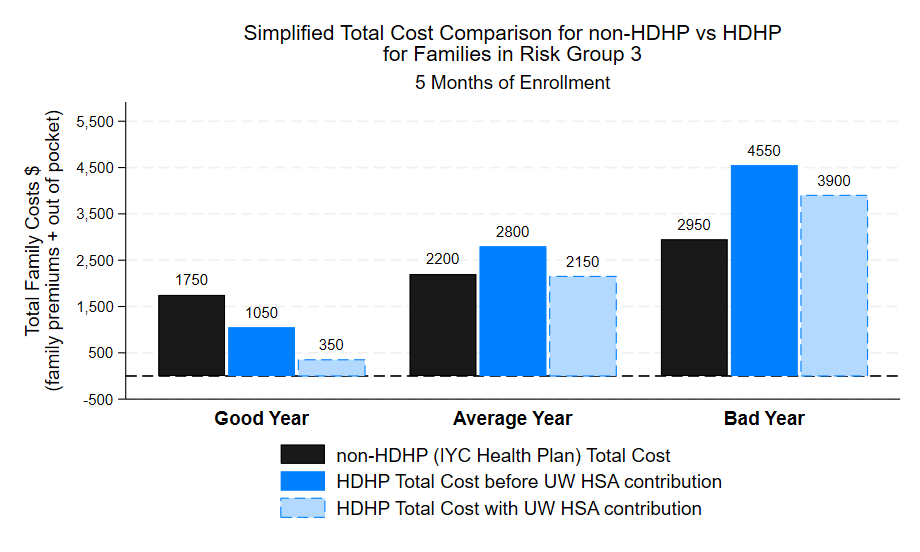 Simplified Total Cost Comparison for non-HDHP vs HDHP
for Families in Risk Group 3
5 Months of Enrollment
Total Family Costs $
(family premiums + out of pocket)
5,500
4,500
3,500
2,500
1,500
500
-500
1750
1050
350
2200
2800
2150
2950
4550
3900
Good Year
Average Year
Bad Year
non-HDHP (IYC Health Plan) Total Cost
HDHP Total Cost before UW HSA contribution
HDHP Total Cost with UW HSA contribution